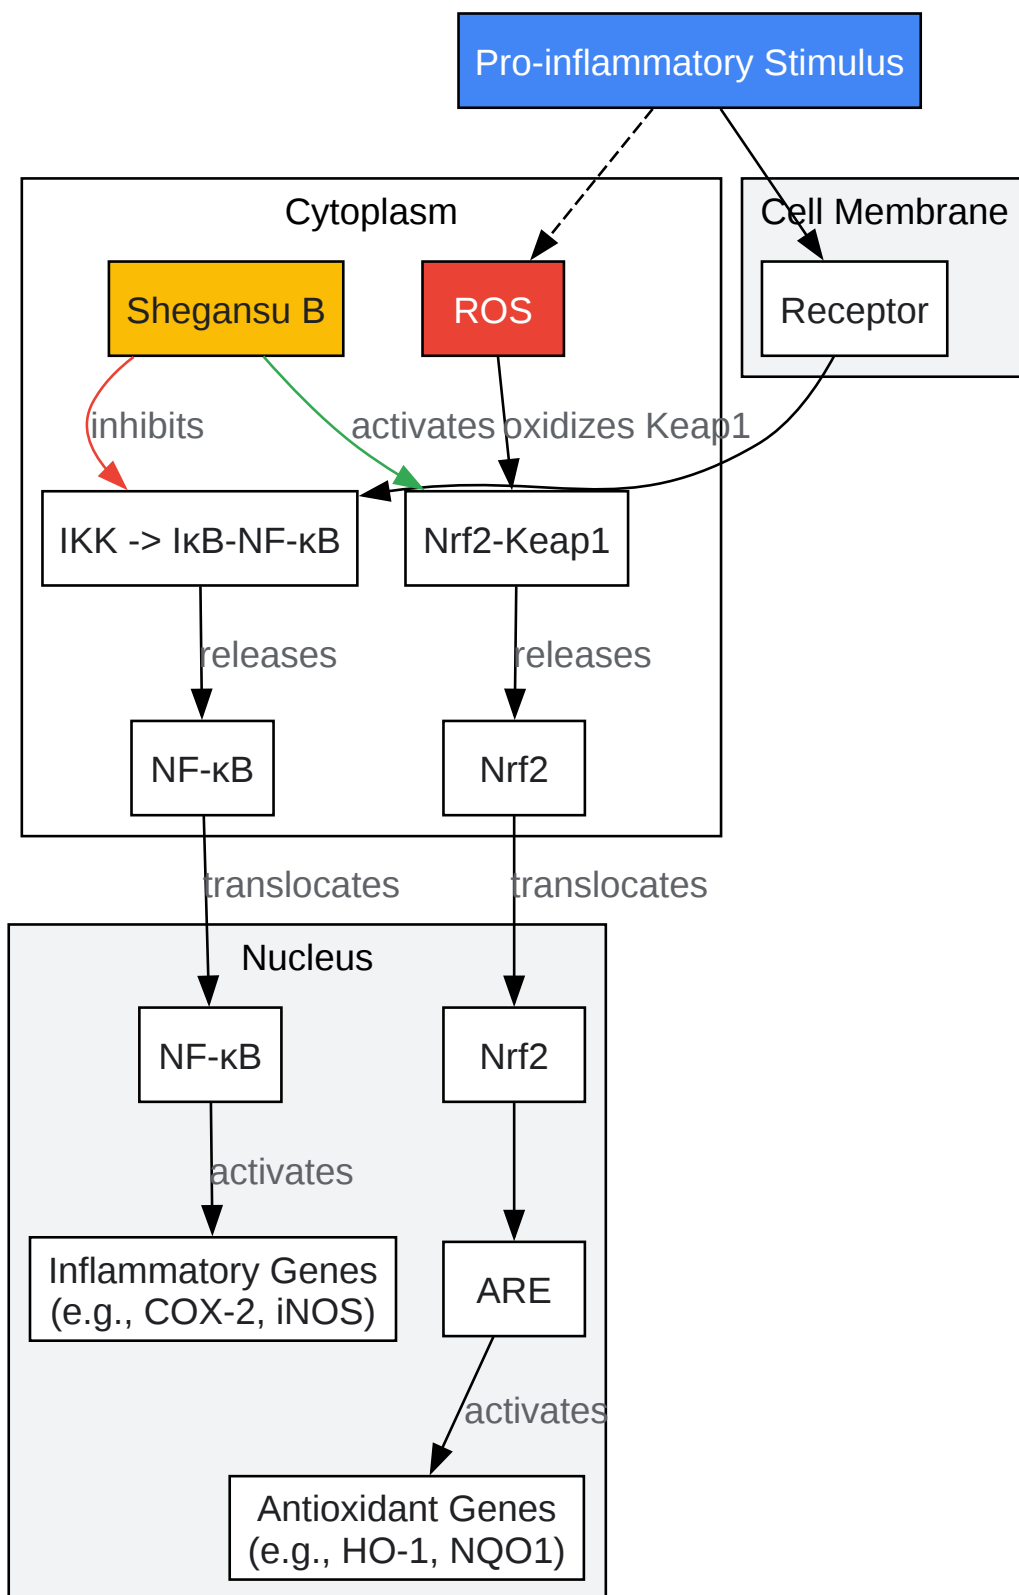 Pro-inflammatory Stimulus
Cytoplasm
Cell Membrane
Shegansu B
ROS
Receptor
inhibits
activates
oxidizes Keap1
IKK -> IκB-NF-κB
Nrf2-Keap1
releases
releases
NF-κB
Nrf2
translocates
translocates
Nucleus
NF-κB
Nrf2
activates
Inflammatory Genes
(e.g., COX-2, iNOS)
ARE
activates
Antioxidant Genes
(e.g., HO-1, NQO1)